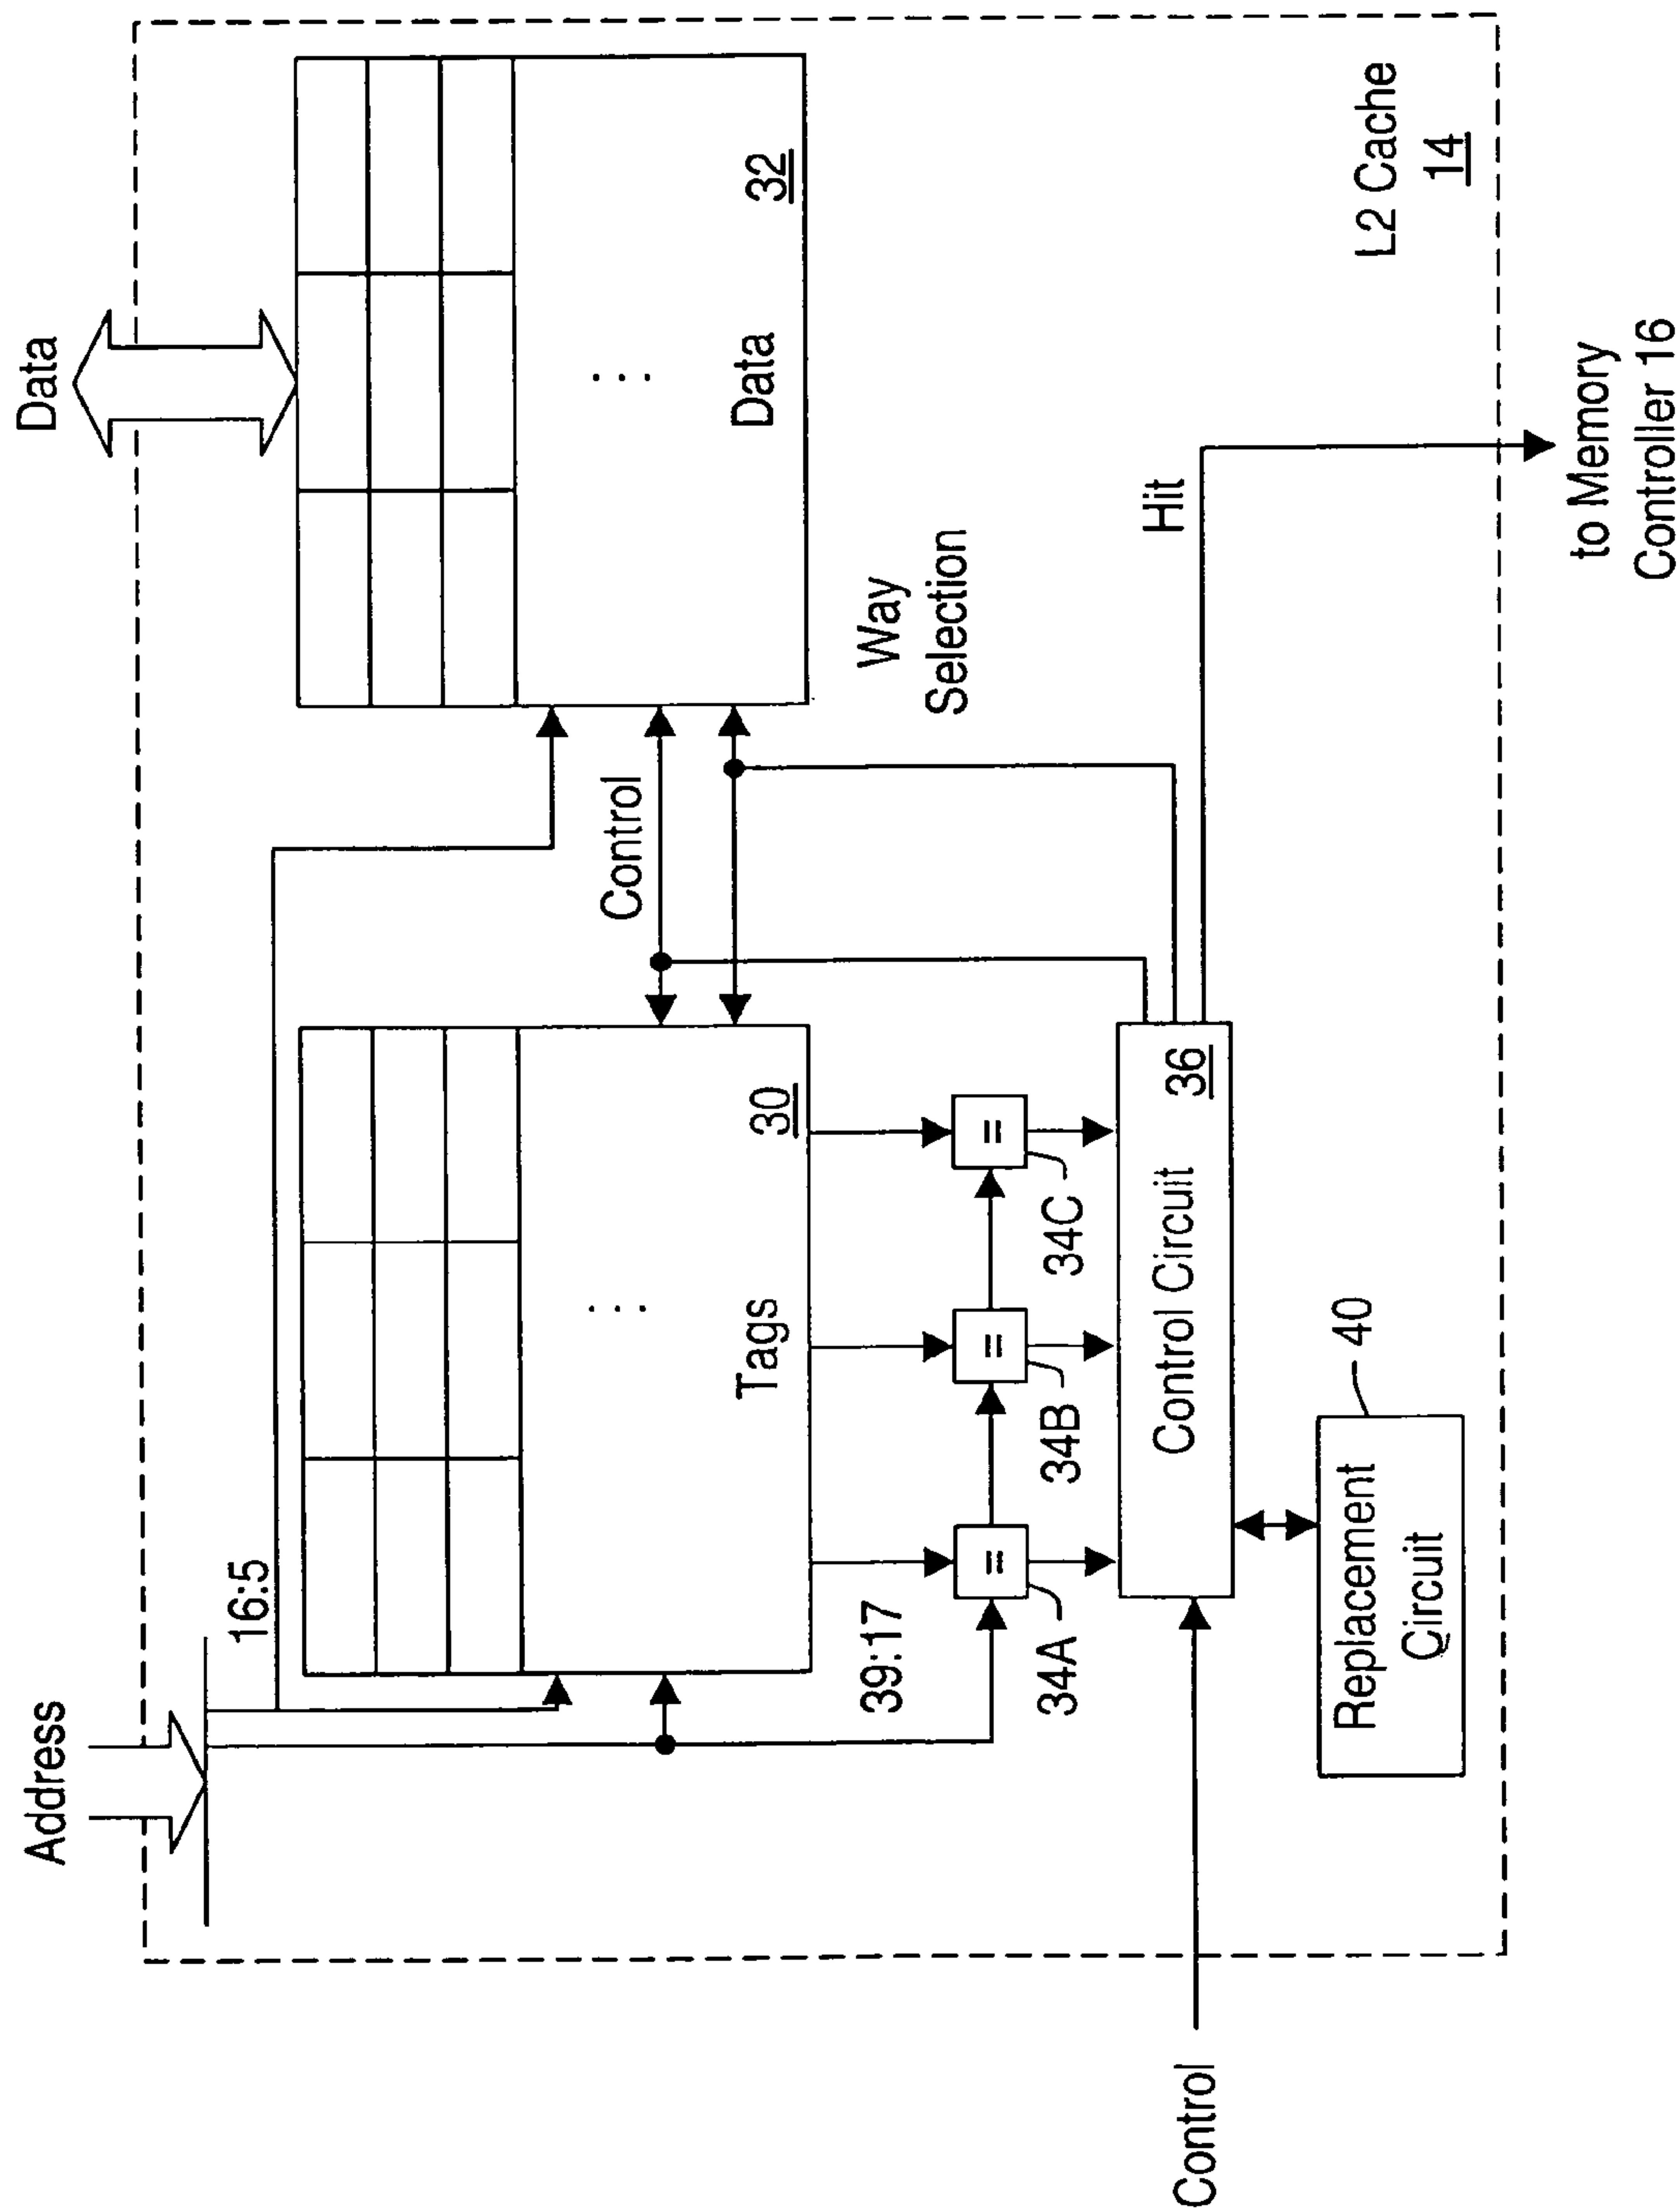 Address
Data
16:5
Control
Tags
30
Data
32
39:17
=
=
=
34A
34B
34C
Way
Selection
Control
Control Circuit
36
Hit
Replacement
Circuit
40
L2 Cache
14
to Memory
Controller 16